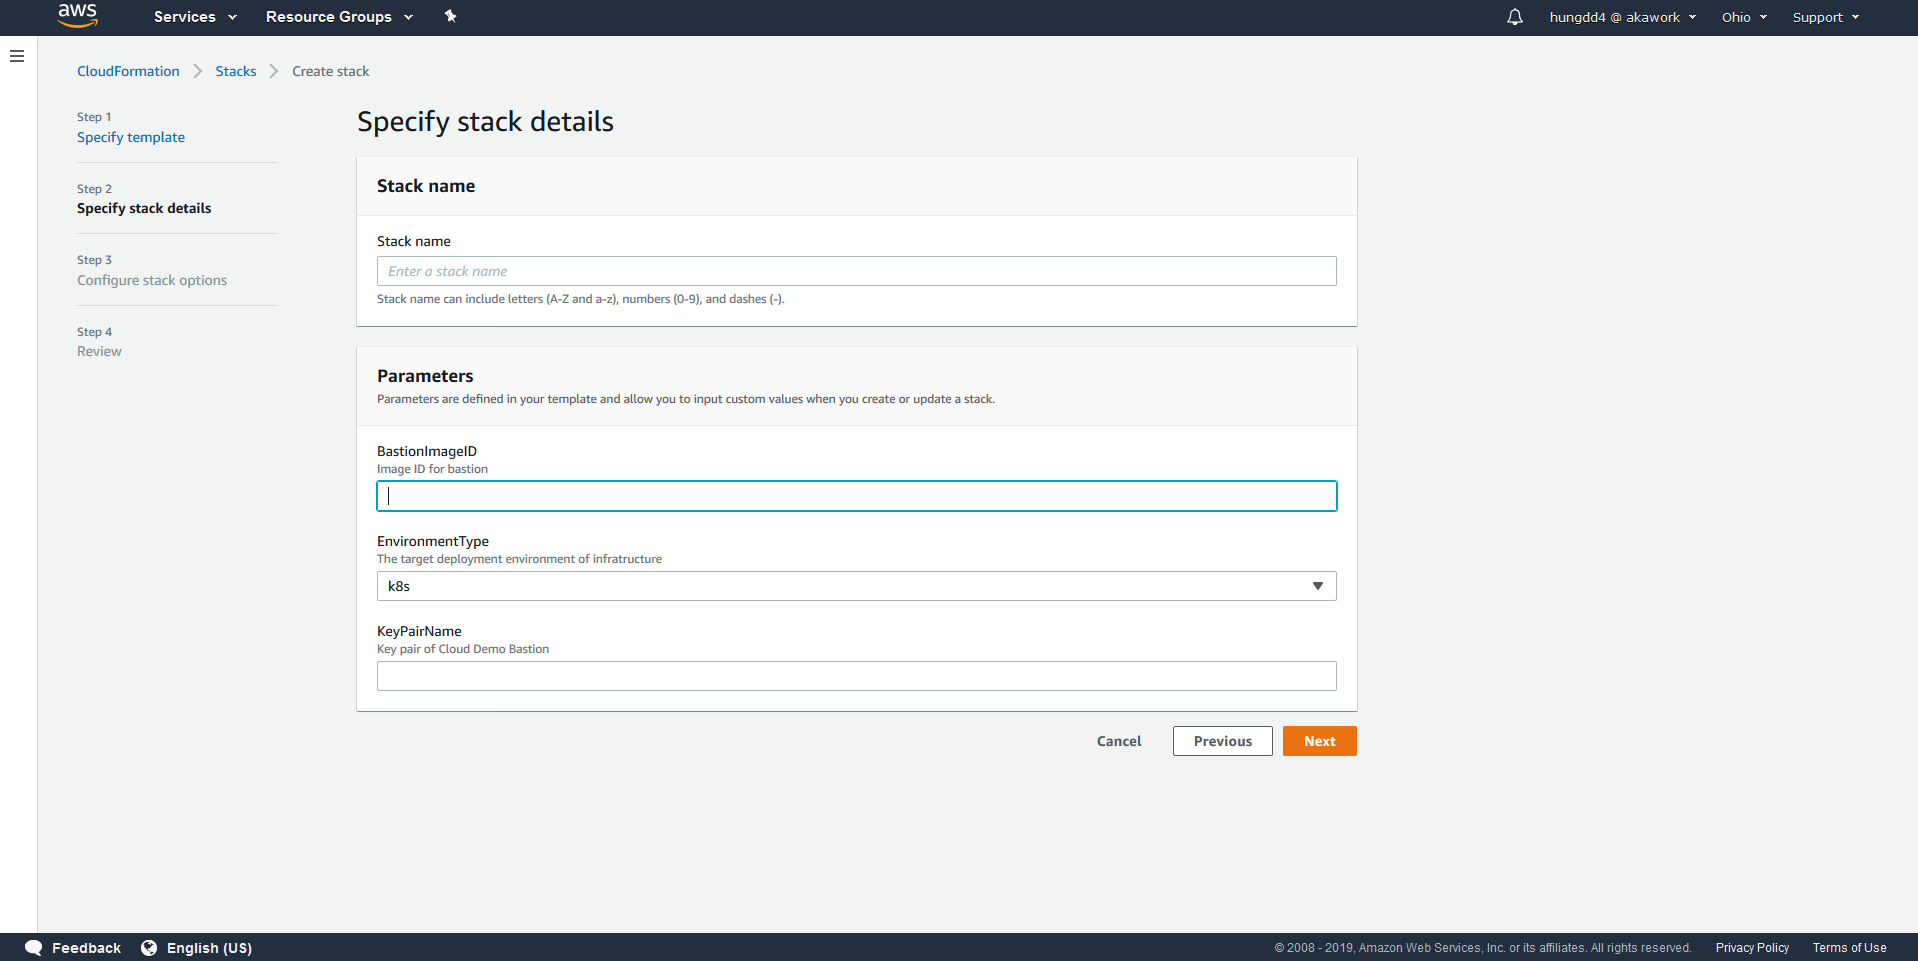 aws Services Resource Groups hungdd4 @ akawork Ohio Support
CloudFormation Stacks Create stack
Step 1
Specify template
Step 2
Specify stack details
Step 3
Configure stack options
Step 4
Review
Specify stack details
Stack name
Stack name
Enter a stack name
Stack name can include letters (A-Z and a-z), numbers (0-9), and dashes (-).
Parameters
Parameters are defined in your template and allow you to input custom values when you create or update a stack.
BastionImageID
Image ID for bastion
EnvironmentType
The target deployment environment of infratructure
k8s
KeyPairName
Key pair of Cloud Demo Bastion
Cancel Previous Next
Feedback English (US) © 2008 - 2019, Amazon Web Services, Inc. or its affiliates. All rights reserved. Privacy Policy Terms of Use